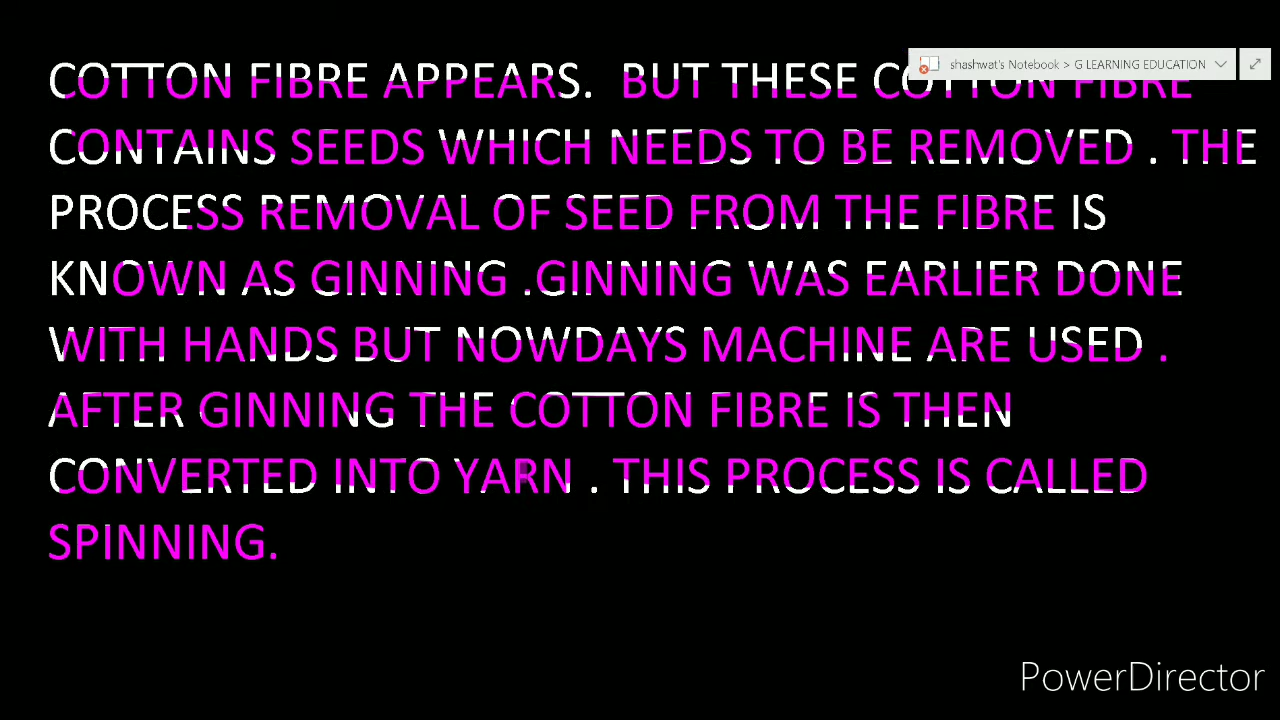 shashwat's Notebook > G LEARNING EDUCATION
COTTON FIBRE APPEARS.  BUT THESE COTTON FIBRE
CONTAINS SEEDS WHICH NEEDS TO BE REMOVED . THE
PROCESS REMOVAL OF SEED FROM THE FIBRE IS
KNOWN AS GINNING .GINNING WAS EARLIER DONE
WITH HANDS BUT NOWDAYS MACHINE ARE USED .
AFTER GINNING THE COTTON FIBRE IS THEN
CONVERTED INTO YARN . THIS PROCESS IS CALLED
SPINNING.
PowerDirector